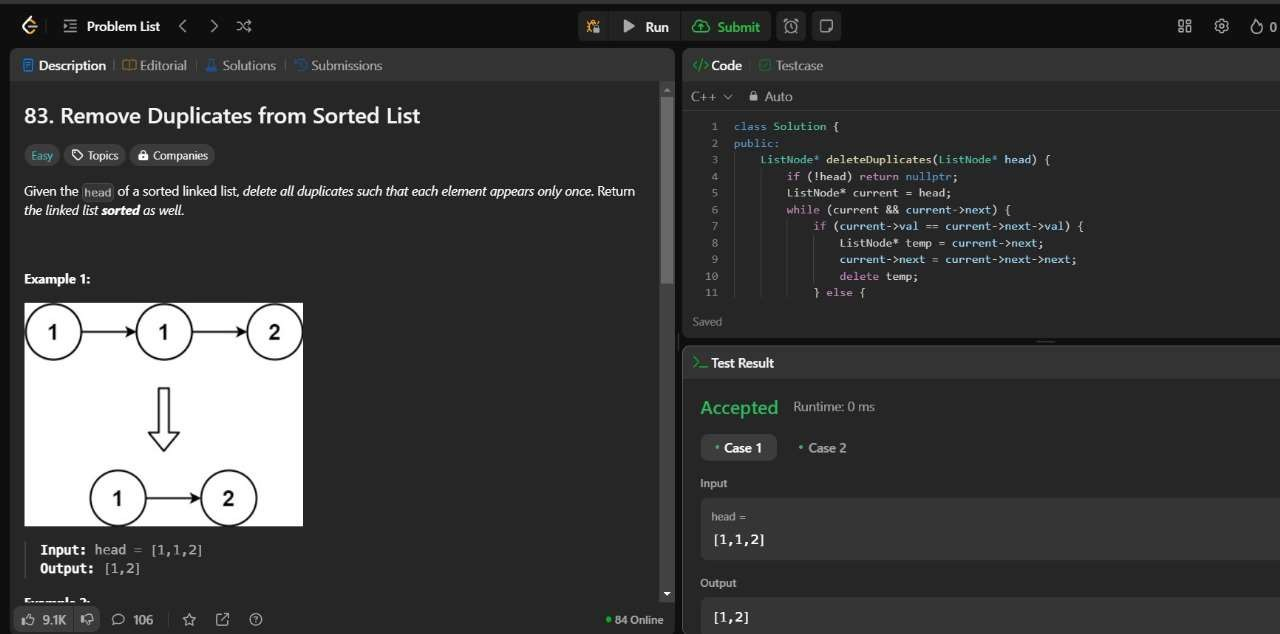 Problem List
Run
Submit
0
Description
Editorial
Solutions
Submissions
83. Remove Duplicates from Sorted List
Easy
Topics
Companies
Given the head of a sorted linked list, delete all duplicates such that each element appears only once. Return
the linked list sorted as well.
Example 1:
1 1 2
1 2
Input: head = [1,1,2]
Output: [1,2]
Example 2:
9.1K
106
84 Online
</> Code
Testcase
C++
Auto
1 class Solution {
2 public:
3 ListNode* deleteDuplicates(ListNode* head) {
4 if (!head) return nullptr;
5 ListNode* current = head;
6 while (current && current->next) {
7 if (current->val == current->next->val) {
8 ListNode* temp = current->next;
9 current->next = current->next->next;
10 delete temp;
11 } else {
Saved
>_ Test Result
Accepted Runtime: 0 ms
• Case 1 • Case 2
Input
head =
[1,1,2]
Output
[1,2]